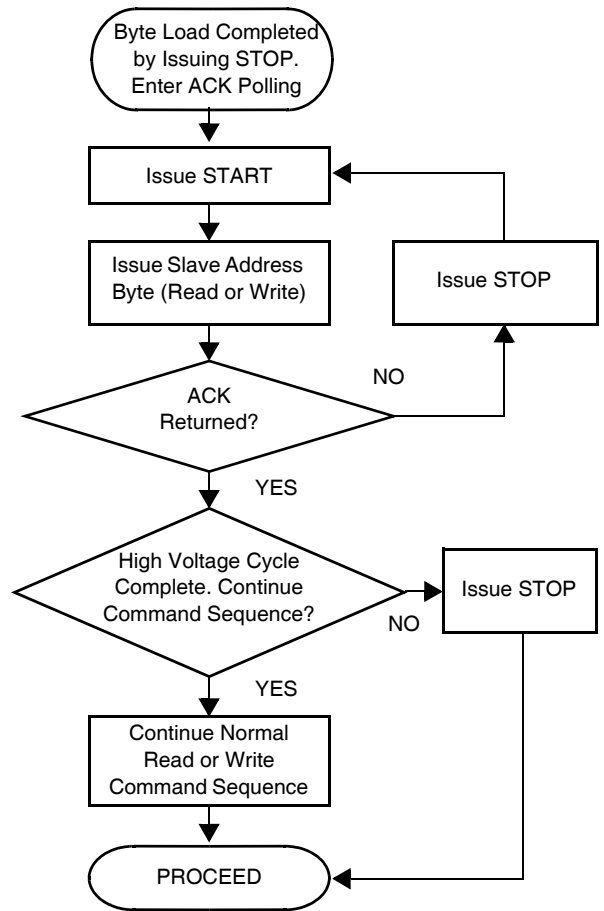 Byte Load Completed
by Issuing STOP.
Enter ACK Polling
Issue START
Issue Slave Address
Byte (Read or Write)
Issue STOP
ACK
Returned?
NO
YES
High Voltage Cycle
Complete. Continue
Command Sequence?
Issue STOP
NO
YES
Continue Normal
Read or Write
Command Sequence
PROCEED